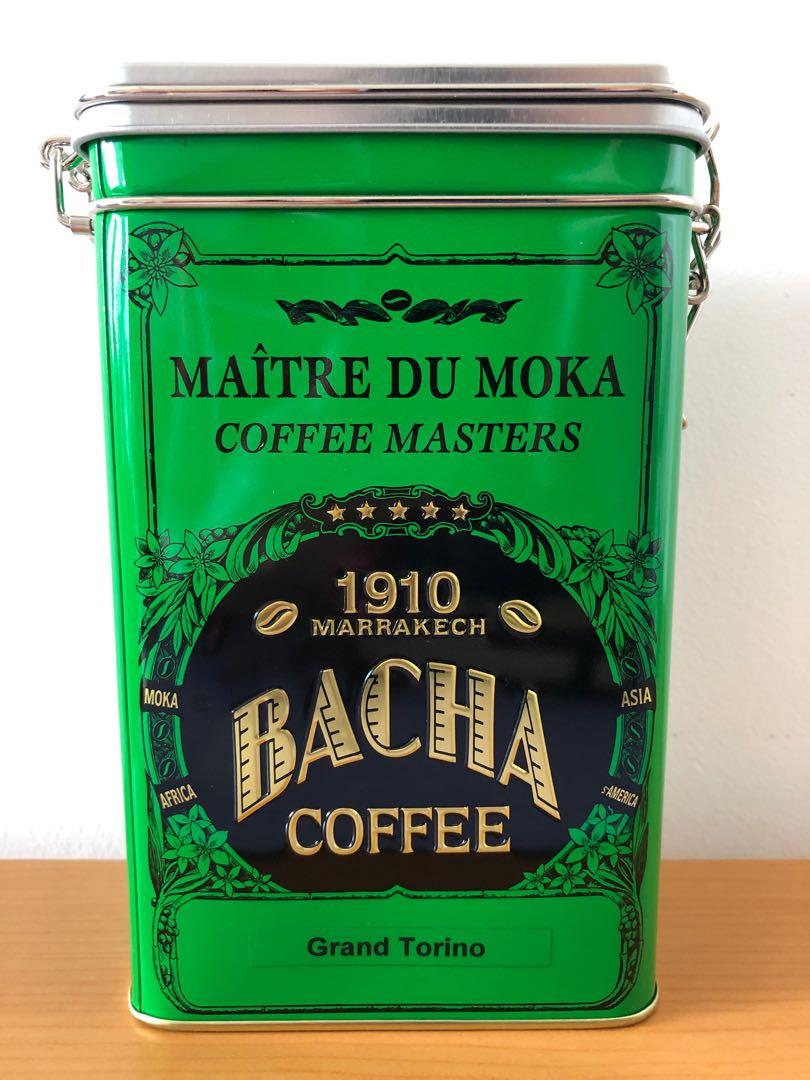 MAÎTRE DU MOKA
COFFEE MASTERS
1910
MARRAKECH
BACHA
COFFEE
MOKA
ASIA
AFRICA
S.AMERICA
Grand Torino